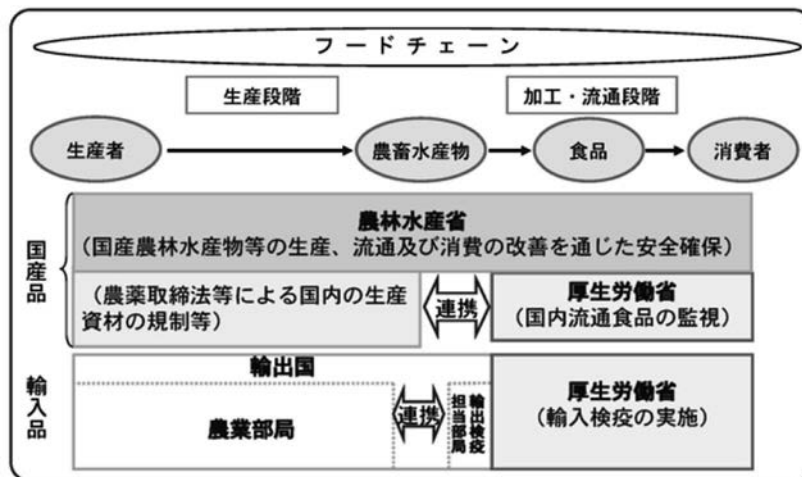 フードチェーン
生産段階
加工・流通段階
生産者
農畜水産物
食品
消費者
国産品
農林水産省
（国産農林水産物等の生産、流通及び消費の改善を通じた安全確保）
（農薬取締法等による国内の生産
資材の規制等）
連携
厚生労働省
（国内流通食品の監視）
輸入品
輸出国
農業部局
連携
輸出検疫
担当部局
厚生労働省
（輸入検疫の実施）